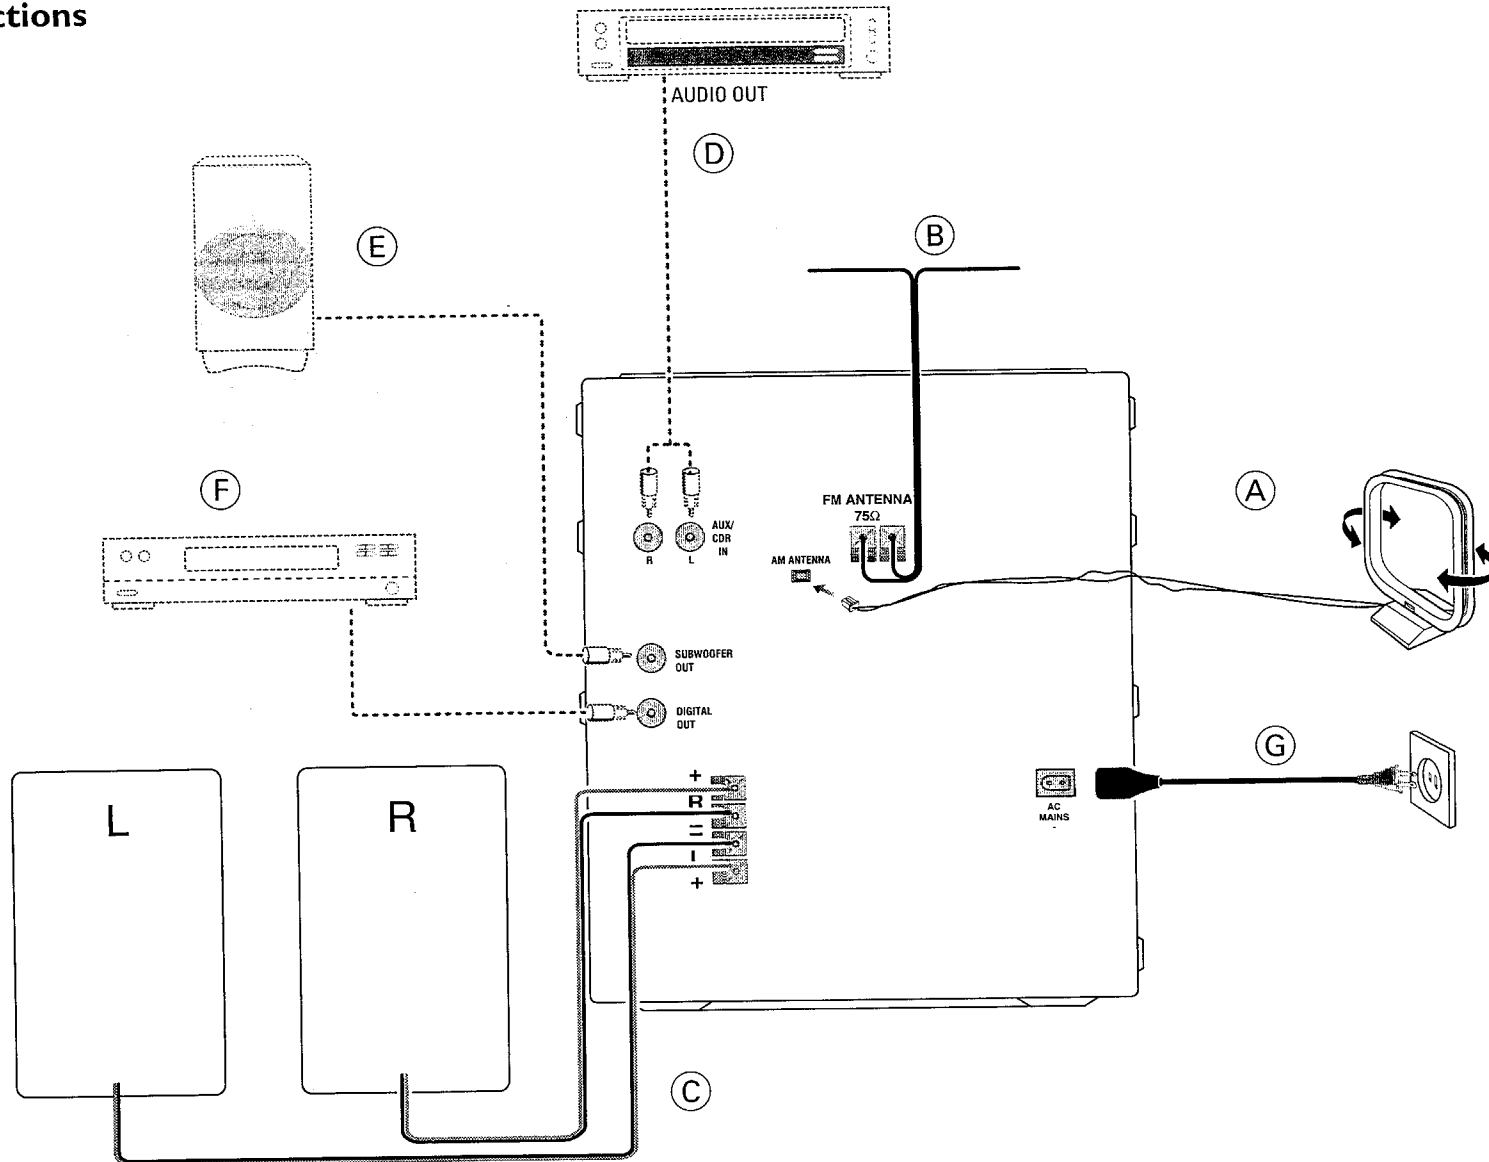 ctions
AUDIO OUT
D
E
B
F
A
FM ANTENNA
75Ω
AUX/
CDR
IN
R
L
AM ANTENNA
SUBWOOFER
OUT
DIGITAL
OUT
G
L
R
+
R
–
–
+
AC
MAINS
C